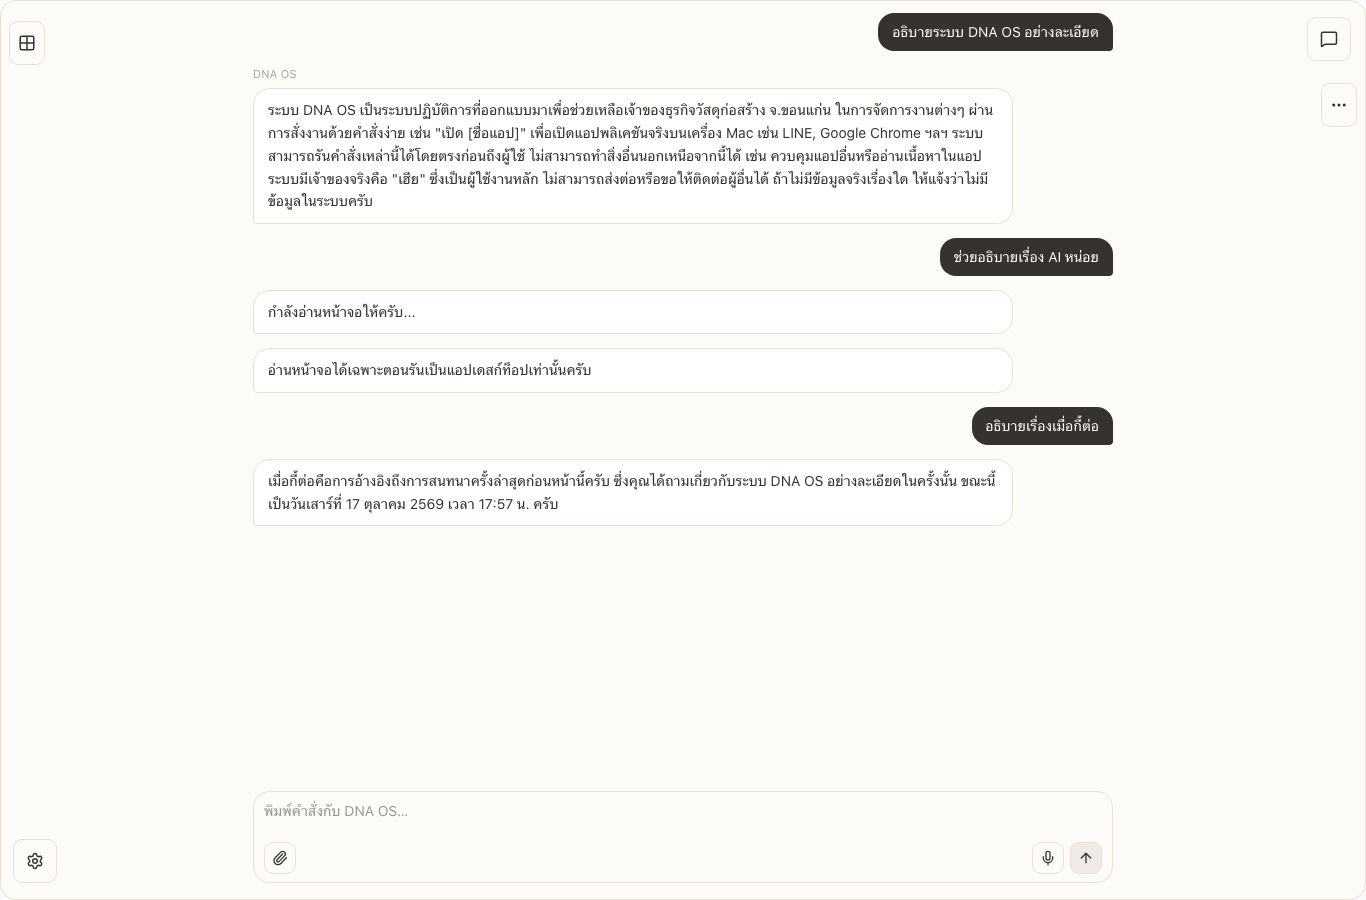 อธิบายระบบ DNA OS อย่างละเอียด
DNA OS
ระบบ DNA OS เป็นระบบปฏิบัติการที่ออกแบบมาเพื่อช่วยเหลือเจ้าของธุรกิจวัสดุก่อสร้าง จ.ขอนแก่น ในการจัดการงานต่างๆ ผ่าน
การสั่งงานด้วยคำสั่งง่าย เช่น "เปิด [ชื่อแอป]" เพื่อเปิดแอปพลิเคชันจริงบนเครื่อง Mac เช่น LINE, Google Chrome ฯลฯ ระบบ
สามารถรันคำสั่งเหล่านี้ได้โดยตรงก่อนถึงผู้ใช้ ไม่สามารถทำสิ่งอื่นนอกเหนือจากนี้ได้ เช่น ควบคุมแอปอื่นหรืออ่านเนื้อหาในแอป
ระบบมีเจ้าของจริงคือ "เฮีย" ซึ่งเป็นผู้ใช้งานหลัก ไม่สามารถส่งต่อหรือขอให้ติดต่อผู้อื่นได้ ถ้าไม่มีข้อมูลจริงเรื่องใด ให้แจ้งว่าไม่มี
ข้อมูลในระบบครับ
ช่วยอธิบายเรื่อง AI หน่อย
กำลังอ่านหน้าจอให้ครับ...
อ่านหน้าจอได้เฉพาะตอนรันเป็นแอปเดสก์ท็อปเท่านั้นครับ
อธิบายเรื่องเมื่อกี้ต่อ
เมื่อกี้ต่อคือการอ้างอิงถึงการสนทนาครั้งล่าสุดก่อนหน้านี้ครับ ซึ่งคุณได้ถามเกี่ยวกับระบบ DNA OS อย่างละเอียดในครั้งนั้น ขณะนี้
เป็นวันเสาร์ที่ 17 ตุลาคม 2569 เวลา 17:57 น. ครับ
พิมพ์คำสั่งกับ DNA OS...